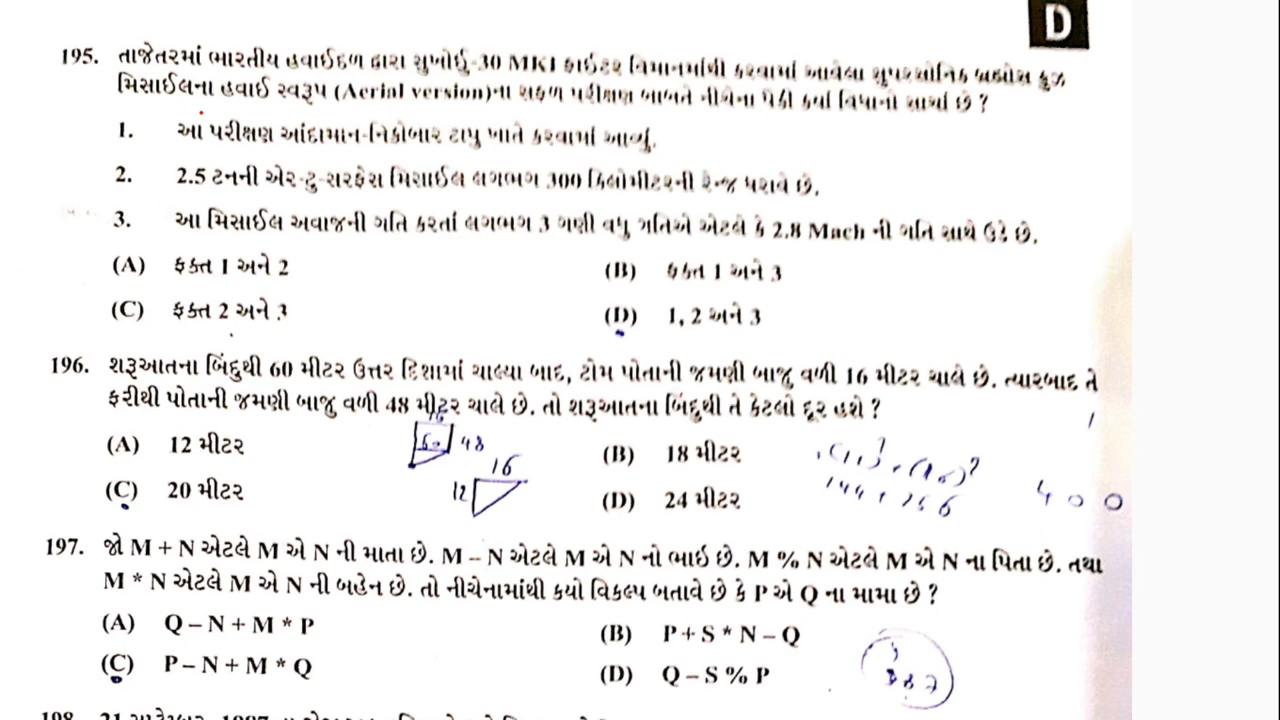 D
195. તાજેતરમાં ભારતીય હવાઈદળ દ્વારા સુખોઈ-30 MKI ફાઈટર વિમાનમાંથી કરવામાં આવેલા સુપરસોનિક બ્રહ્મોસ ક્રુઝ
મિસાઈલના હવાઈ સ્વરૂપ (Aerial version)ના સફળ પરીક્ષણ બાબતે નીચેના પૈકી કયાં વિધાનો સાચાં છે ?
1. આ પરીક્ષણ આંદામાન-નિકોબાર ટાપુ ખાતે કરવામાં આવ્યું.
2. 2.5 ટનની એર-ટુ-સરફેસ મિસાઈલ લગભગ 300 કિલોમીટરની રેન્જ ધરાવે છે.
3. આ મિસાઈલ અવાજની ગતિ કરતાં લગભગ 3 ગણી વધુ ગતિએ એટલે કે 2.8 Mach ની ગતિ સાથે ઉડે છે.
(A) ફક્ત 1 અને 2 (B) ફક્ત 1 અને 3
(C) ફક્ત 2 અને 3 (D) 1, 2 અને 3
196. શરૂઆતના બિંદુથી 60 મીટર ઉત્તર દિશામાં ચાલ્યા બાદ, ટોમ પોતાની જમણી બાજુ વળી 16 મીટર ચાલે છે. ત્યારબાદ તે
ફરીથી પોતાની જમણી બાજુ વળી 48 મીટર ચાલે છે. તો શરૂઆતના બિંદુથી તે કેટલો દૂર હશે ?
(A) 12 મીટર (B) 18 મીટર
(C) 20 મીટર (D) 24 મીટર
16
60 48
16
12
144 + 256 400
197. જો M + N એટલે M એ N ની માતા છે. M – N એટલે M એ N નો ભાઈ છે. M % N એટલે M એ N ના પિતા છે. તથા
M * N એટલે M એ N ની બહેન છે. તો નીચેનામાંથી કયો વિકલ્પ બતાવે છે કે P એ Q ના મામા છે ?
(A) Q – N + M * P (B) P + S * N – Q
(C) P – N + M * Q (D) Q – S % P